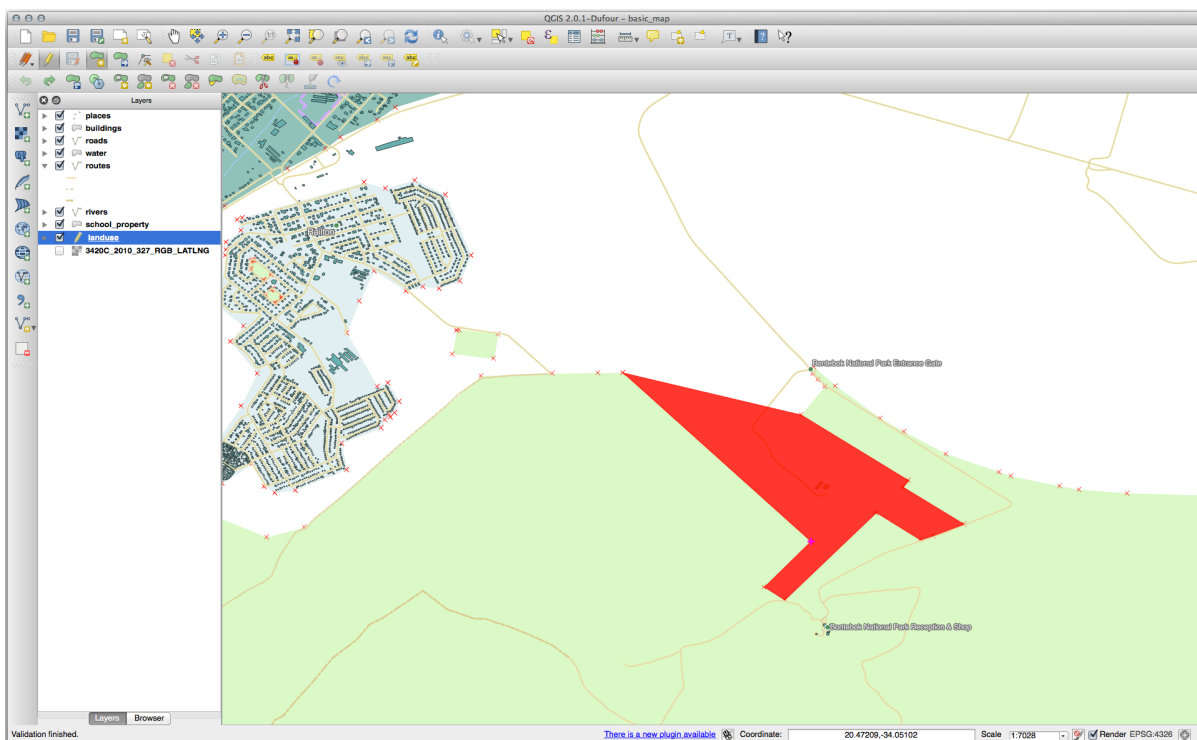 QGIS 2.0.1-Dufour – basic_map
Layers
places
buildings
roads
water
routes
rivers
school_property
landuse
3420C_2010_327_RGB_LATLNG
Railton
Bontebok National Park Entrance Gate
Bontebok National Park Reception & Shop
Layers Browser
Validation finished. There is a new plugin available Coordinate: 20.47209,-34.05102 Scale 1:7028 Render EPSG:4326